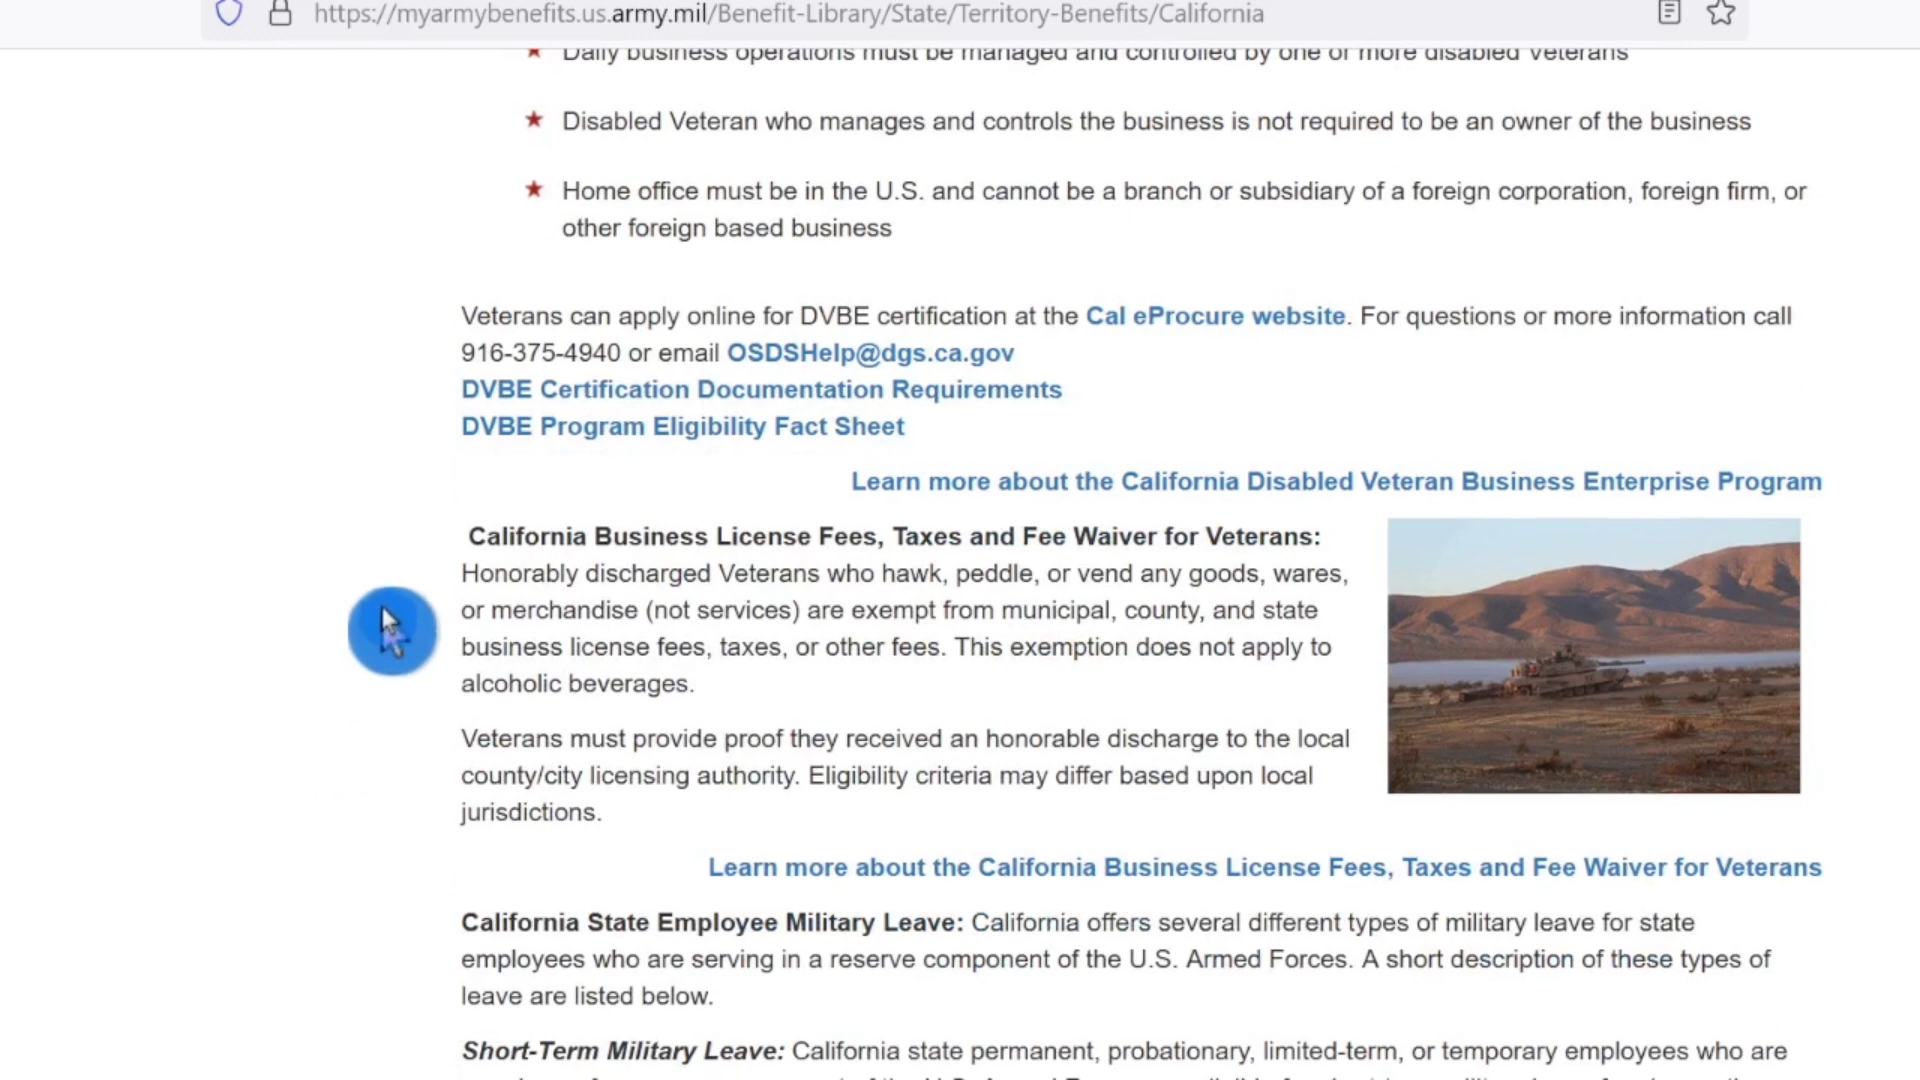 https://myarmybenefits.us.army.mil/Benefit-Library/State/Territory-Benefits/California
Daily business operations must be managed and controlled by one or more disabled Veterans
Disabled Veteran who manages and controls the business is not required to be an owner of the business
Home office must be in the U.S. and cannot be a branch or subsidiary of a foreign corporation, foreign firm, or
other foreign based business
Veterans can apply online for DVBE certification at the Cal eProcure website. For questions or more information call
916-375-4940 or email OSDSHelp@dgs.ca.gov
DVBE Certification Documentation Requirements
DVBE Program Eligibility Fact Sheet
Learn more about the California Disabled Veteran Business Enterprise Program
California Business License Fees, Taxes and Fee Waiver for Veterans:
Honorably discharged Veterans who hawk, peddle, or vend any goods, wares,
or merchandise (not services) are exempt from municipal, county, and state
business license fees, taxes, or other fees. This exemption does not apply to
alcoholic beverages.
Veterans must provide proof they received an honorable discharge to the local
county/city licensing authority. Eligibility criteria may differ based upon local
jurisdictions.
Learn more about the California Business License Fees, Taxes and Fee Waiver for Veterans
California State Employee Military Leave: California offers several different types of military leave for state
employees who are serving in a reserve component of the U.S. Armed Forces. A short description of these types of
leave are listed below.
Short-Term Military Leave: California state permanent, probationary, limited-term, or temporary employees who are